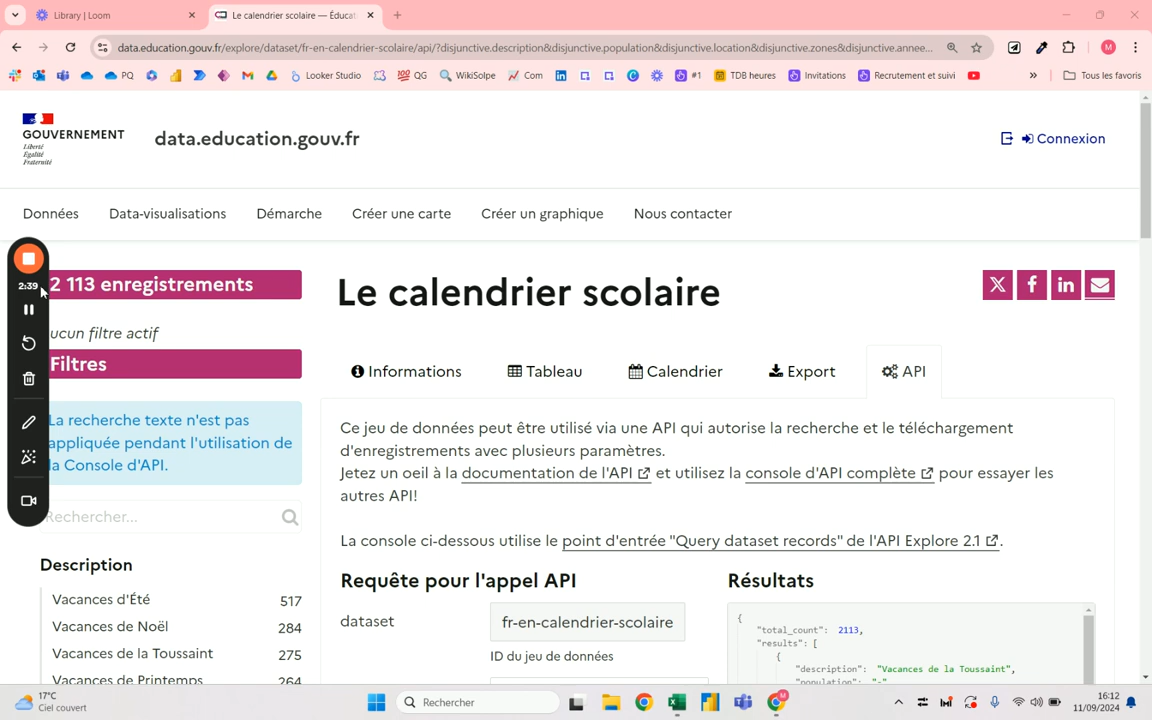 Library | Loom
Le calendrier scolaire — Éducat
data.education.gouv.fr/explore/dataset/fr-en-calendrier-scolaire/api/?disjunctive.description&disjunctive.population&disjunctive.location&disjunctive.zones&disjunctive.annee...
M
PQ
Looker Studio
QG
WikiSolpe
Com
#1
TDB heures
Invitations
Recrutement et suivi
»
Tous les favoris
GOUVERNEMENT
Liberté
Égalité
Fraternité
data.education.gouv.fr
Connexion
Données
Data-visualisations
Démarche
Créer une carte
Créer un graphique
Nous contacter
2:39
2 113 enregistrements
ucun filtre actif
Filtres
La recherche texte n'est pas
appliquée pendant l'utilisation de
la Console d'API.
Rechercher...
Description
Vacances d'Été 517
Vacances de Noël 284
Vacances de la Toussaint 275
Vacances de Printemps 264
Le calendrier scolaire
Informations
Tableau
Calendrier
Export
API
Ce jeu de données peut être utilisé via une API qui autorise la recherche et le téléchargement
d'enregistrements avec plusieurs paramètres.
Jetez un oeil à la documentation de l'API et utilisez la console d'API complète pour essayer les
autres API!
La console ci-dessous utilise le point d'entrée "Query dataset records" de l'API Explore 2.1.
Requête pour l'appel API
dataset
fr-en-calendrier-scolaire
ID du jeu de données
Résultats
{
"total_count": 2113,
"results": [
{
"description": "Vacances de la Toussaint",
"population": "-",
17°C
Ciel couvert
Rechercher
16:12
11/09/2024